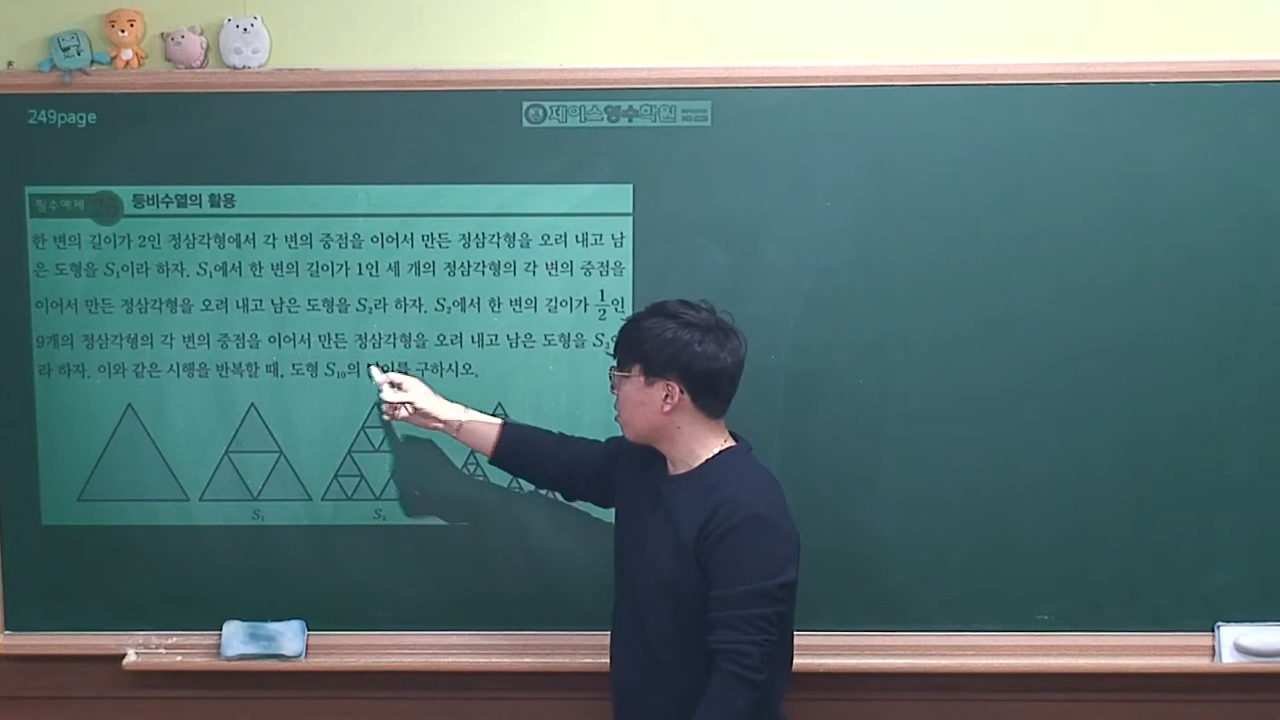 249page
제이스영수학원
필수예제
등비수열의 활용
한 변의 길이가 2인 정삼각형에서 각 변의 중점을 이어서 만든 정삼각형을 오려 내고 남
은 도형을 S₁이라 하자. S₁에서 한 변의 길이가 1인 세 개의 정삼각형의 각 변의 중점을
이어서 만든 정삼각형을 오려 내고 남은 도형을 S₂라 하자. S₂에서 한 변의 길이가 1/2인
9개의 정삼각형의 각 변의 중점을 이어서 만든 정삼각형을 오려 내고 남은 도형을 S₃
라 하자. 이와 같은 시행을 반복할 때, 도형 S₁₀의 구하시오.
S₁ S₂